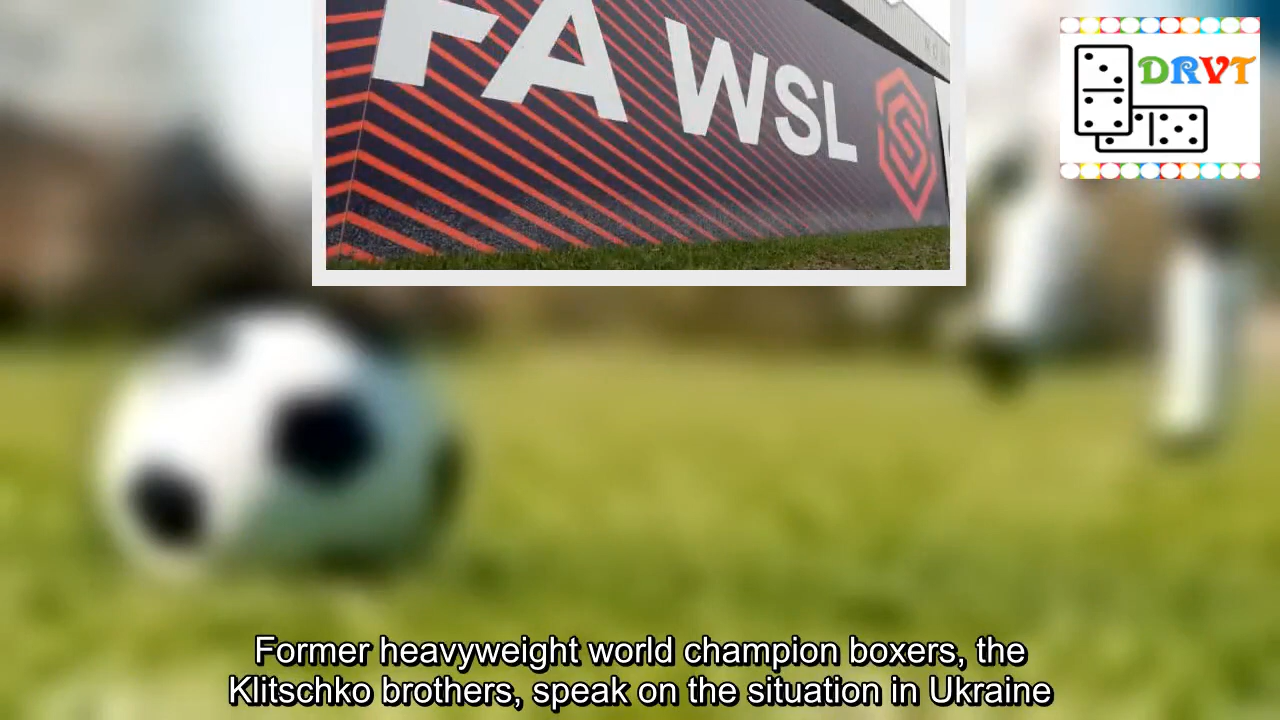 FA WSL
DRVT
Former heavyweight world champion boxers, the
Klitschko brothers, speak on the situation in Ukraine